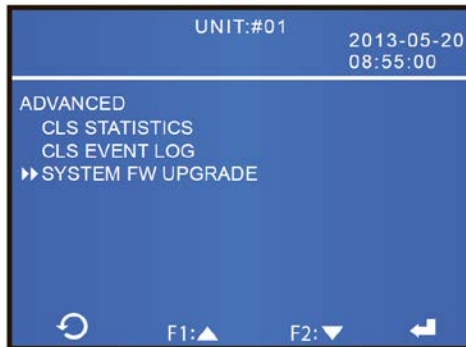 UNIT:#01
2013-05-20
08:55:00
ADVANCED
CLS STATISTICS
CLS EVENT LOG
SYSTEM FW UPGRADE
F1:▲ F2:▼